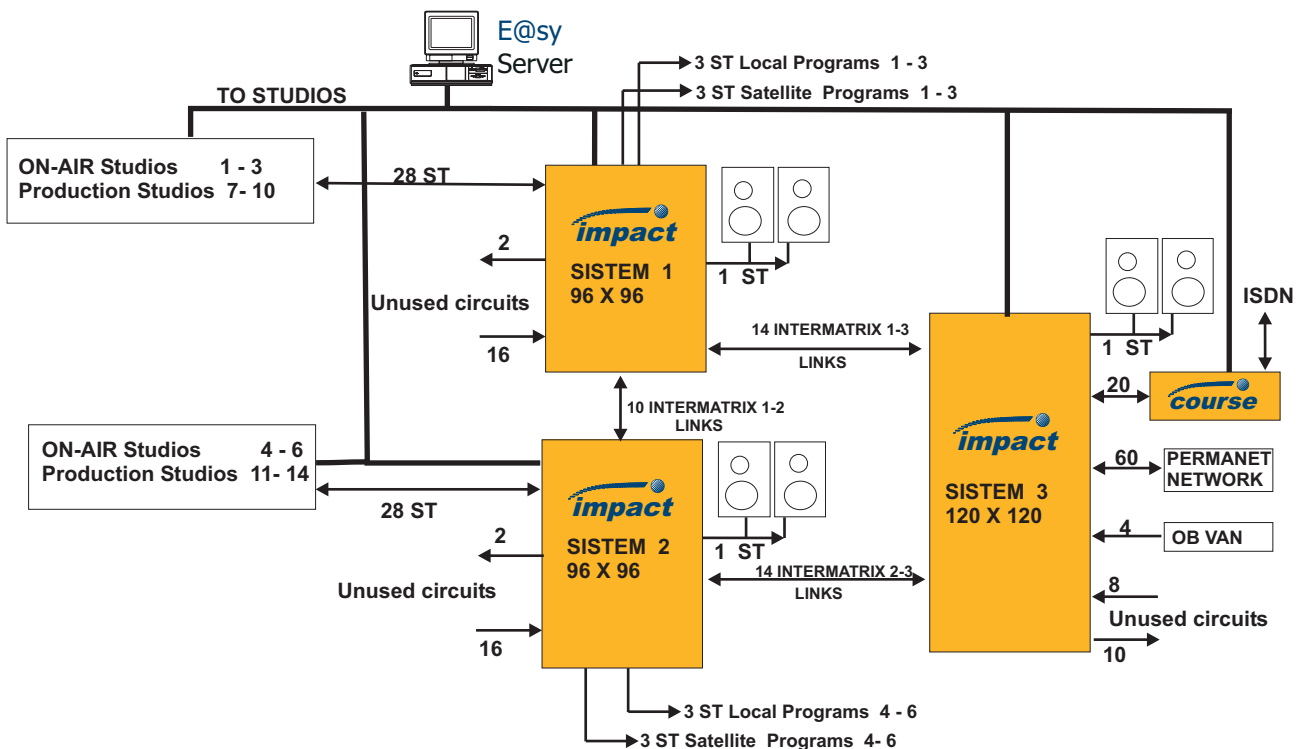 E@sy
Server
3 ST Local Programs 1 - 3
3 ST Satellite Programs 1 - 3
TO STUDIOS
ON-AIR Studios 1 - 3
Production Studios 7- 10
28 ST
impact
SISTEM 1
96 X 96
2
Unused circuits
16
1 ST
14 INTERMATRIX 1-3
LINKS
10 INTERMATRIX 1-2
LINKS
ON-AIR Studios 4 - 6
Production Studios 11- 14
28 ST
impact
SISTEM 2
96 X 96
2
Unused circuits
16
1 ST
14 INTERMATRIX 2-3
LINKS
3 ST Local Programs 4 - 6
3 ST Satellite Programs 4- 6
impact
SISTEM 3
120 X 120
1 ST
ISDN
20
course
60
PERMANET
NETWORK
4
OB VAN
8
Unused circuits
10